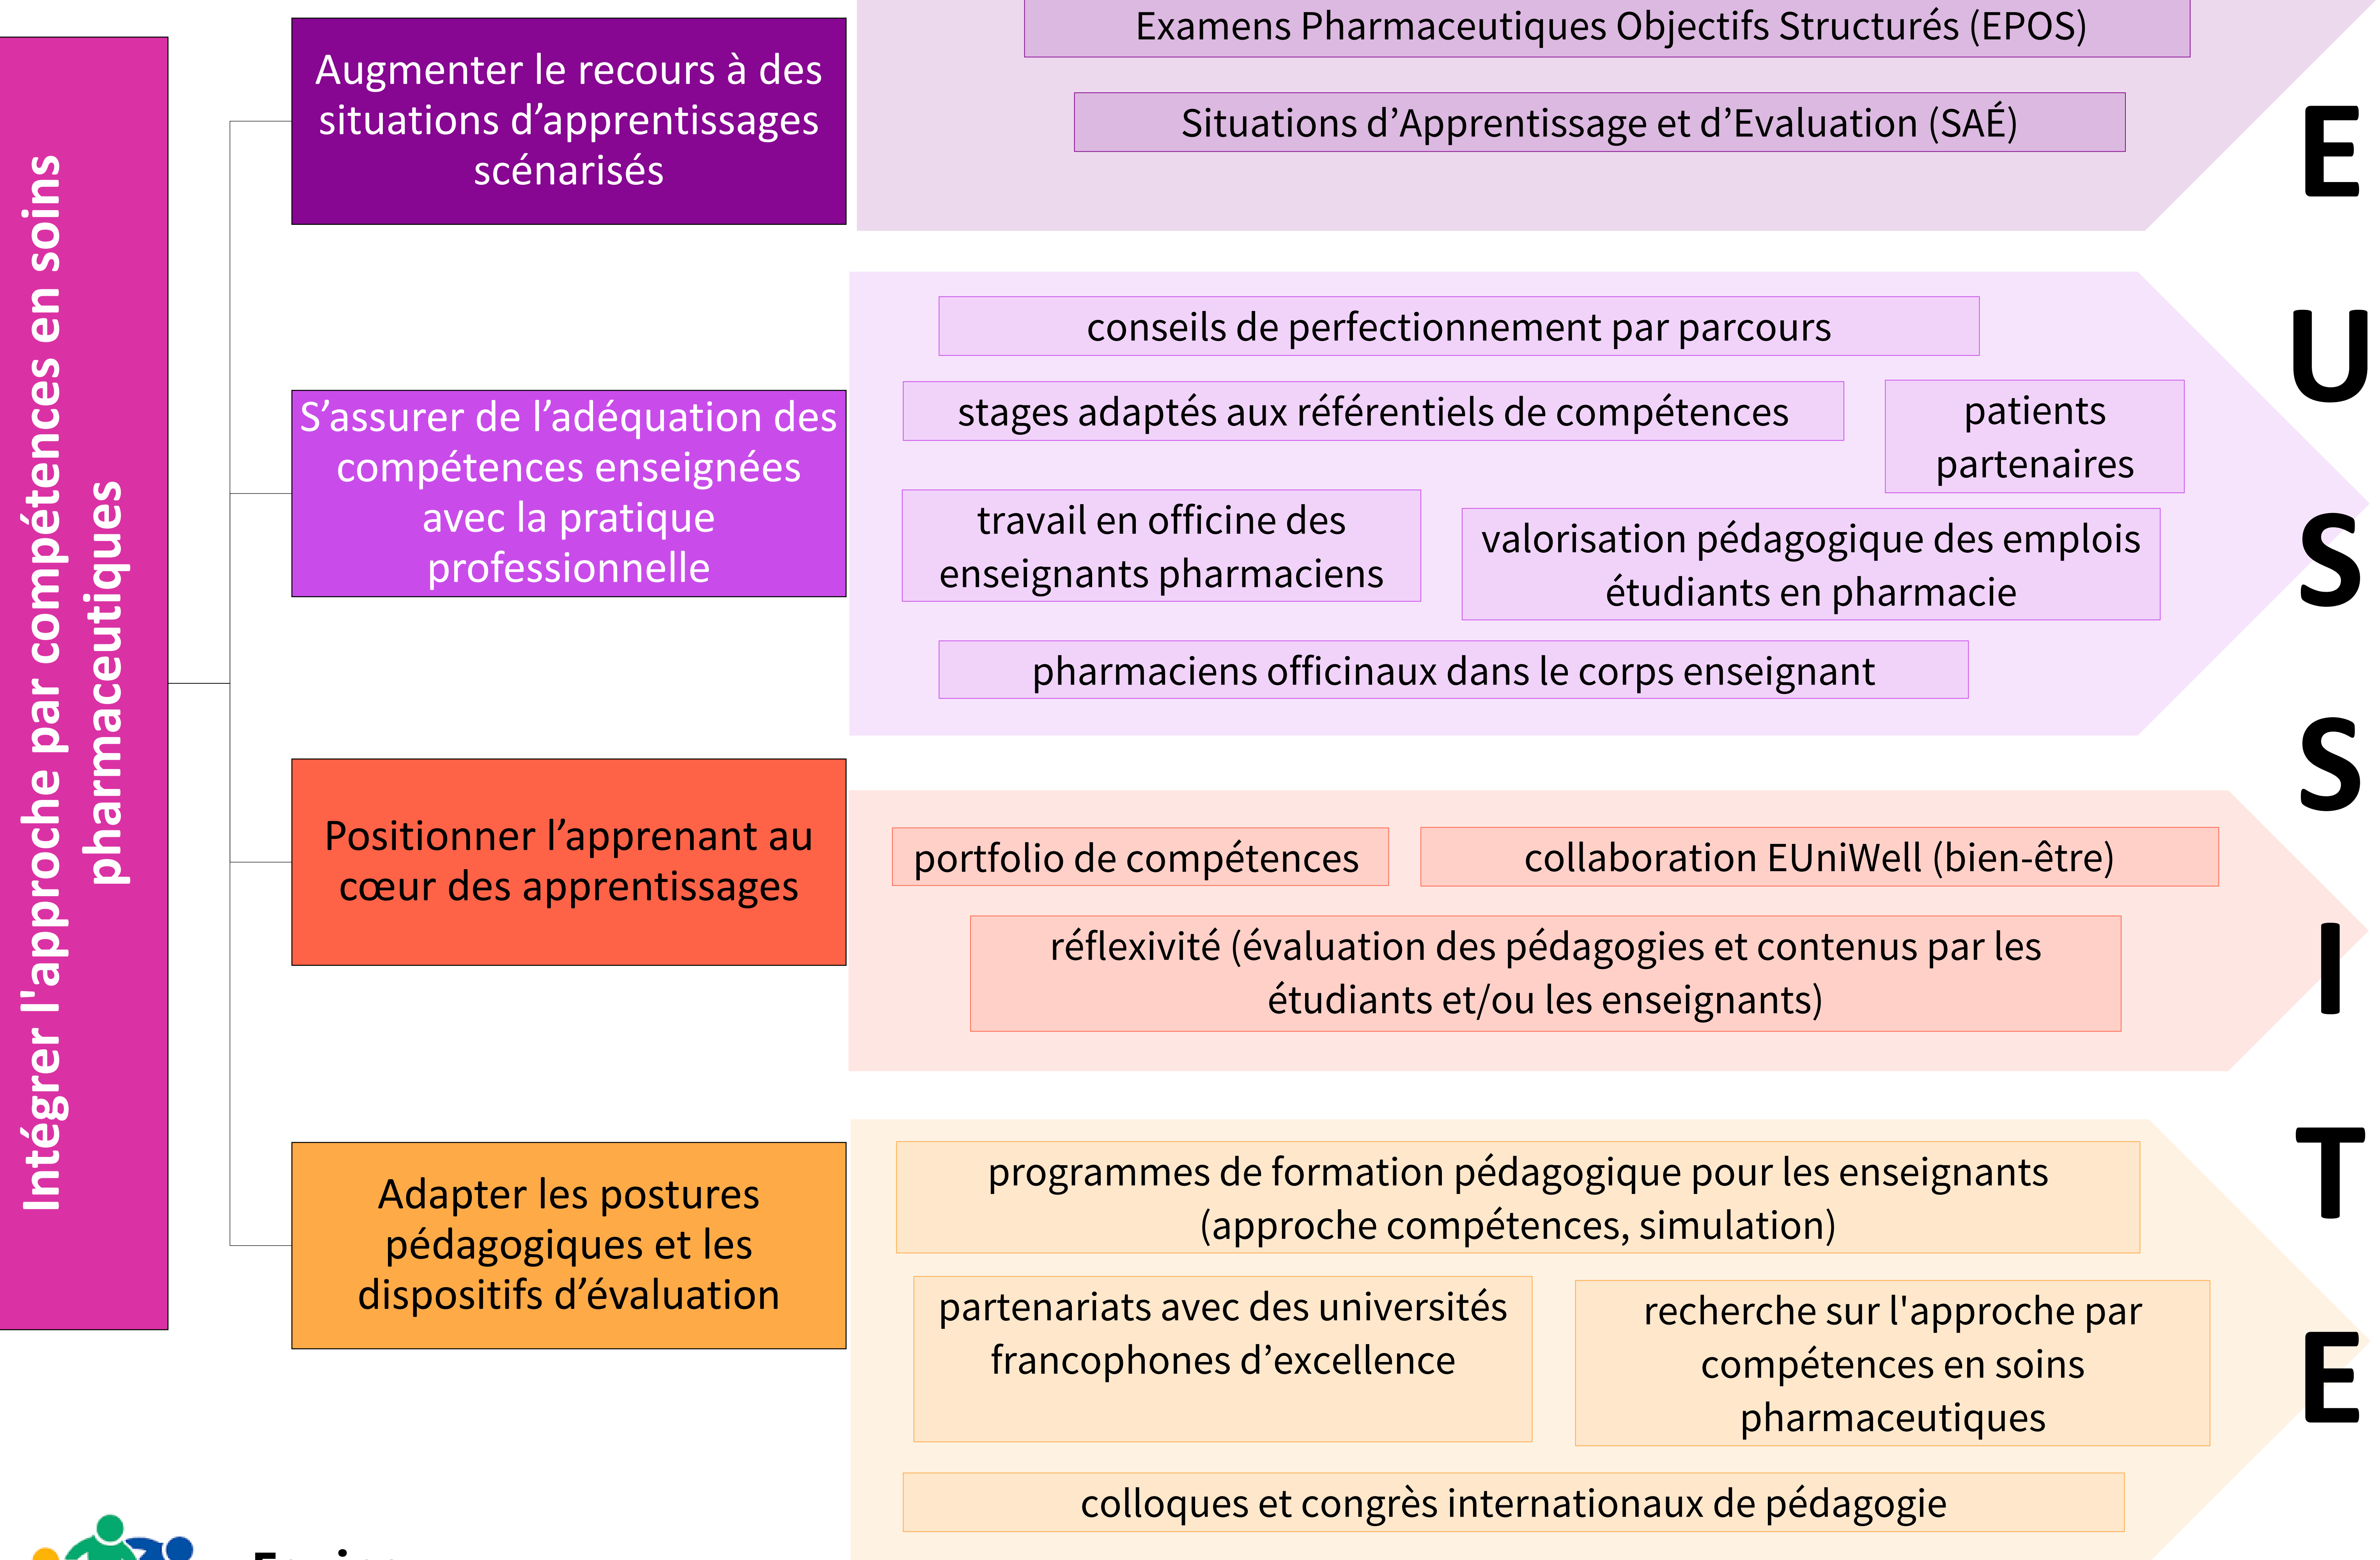 Intégrer l'approche par compétences en soins
pharmaceutiques
Augmenter le recours à des
situations d’apprentissages
scénarisés
Examens Pharmaceutiques Objectifs Structurés (EPOS)
Situations d’Apprentissage et d’Evaluation (SAÉ)
S’assurer de l’adéquation des
compétences enseignées
avec la pratique
professionnelle
conseils de perfectionnement par parcours
stages adaptés aux référentiels de compétences
patients
partenaires
travail en officine des
enseignants pharmaciens
valorisation pédagogique des emplois
étudiants en pharmacie
pharmaciens officinaux dans le corps enseignant
Positionner l’apprenant au
cœur des apprentissages
portfolio de compétences
collaboration EUniWell (bien-être)
réflexivité (évaluation des pédagogies et contenus par les
étudiants et/ou les enseignants)
Adapter les postures
pédagogiques et les
dispositifs d’évaluation
programmes de formation pédagogique pour les enseignants
(approche compétences, simulation)
partenariats avec des universités
francophones d’excellence
recherche sur l'approche par
compétences en soins
pharmaceutiques
colloques et congrès internationaux de pédagogie
E
U
S
S
I
T
E